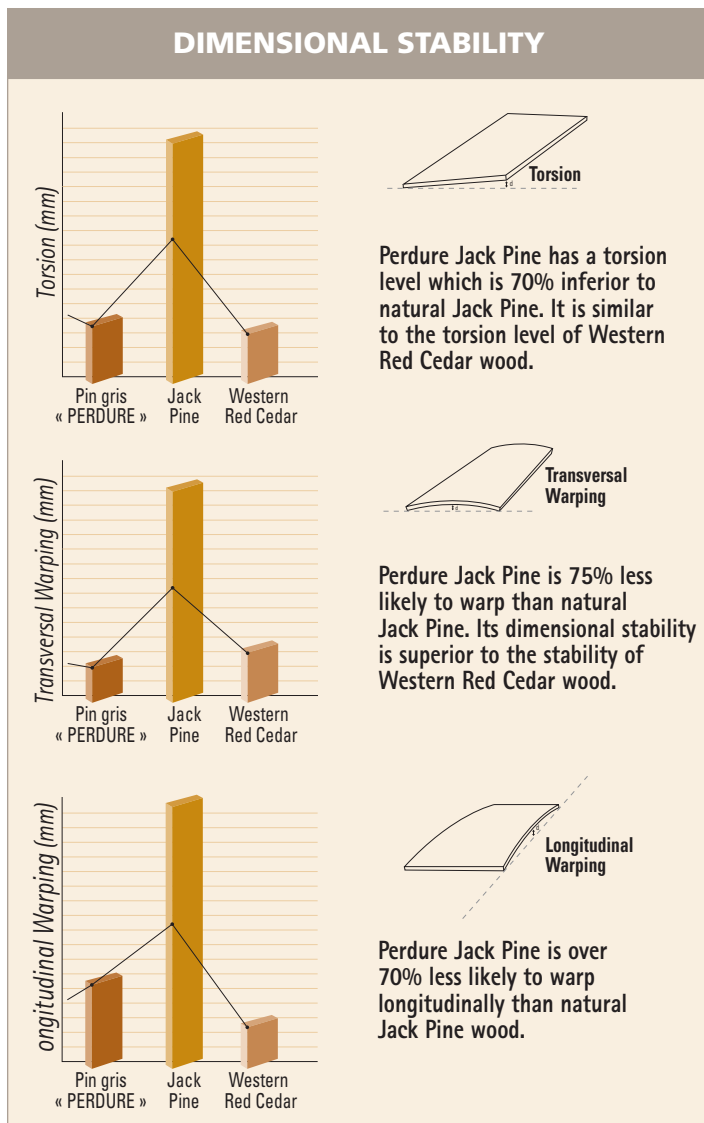 DIMENSIONAL STABILITY
Torsion (mm)
Pin gris
« PERDURE »
Jack
Pine
Western
Red Cedar
d
Torsion
Perdure Jack Pine has a torsion
level which is 70% inferior to
natural Jack Pine. It is similar
to the torsion level of Western
Red Cedar wood.
Transversal Warping (mm)
Pin gris
« PERDURE »
Jack
Pine
Western
Red Cedar
d
Transversal
Warping
Perdure Jack Pine is 75% less
likely to warp than natural
Jack Pine. Its dimensional stability
is superior to the stability of
Western Red Cedar wood.
ongitudinal Warping (mm)
Pin gris
« PERDURE »
Jack
Pine
Western
Red Cedar
d
Longitudinal
Warping
Perdure Jack Pine is over
70% less likely to warp
longitudinally than natural
Jack Pine wood.